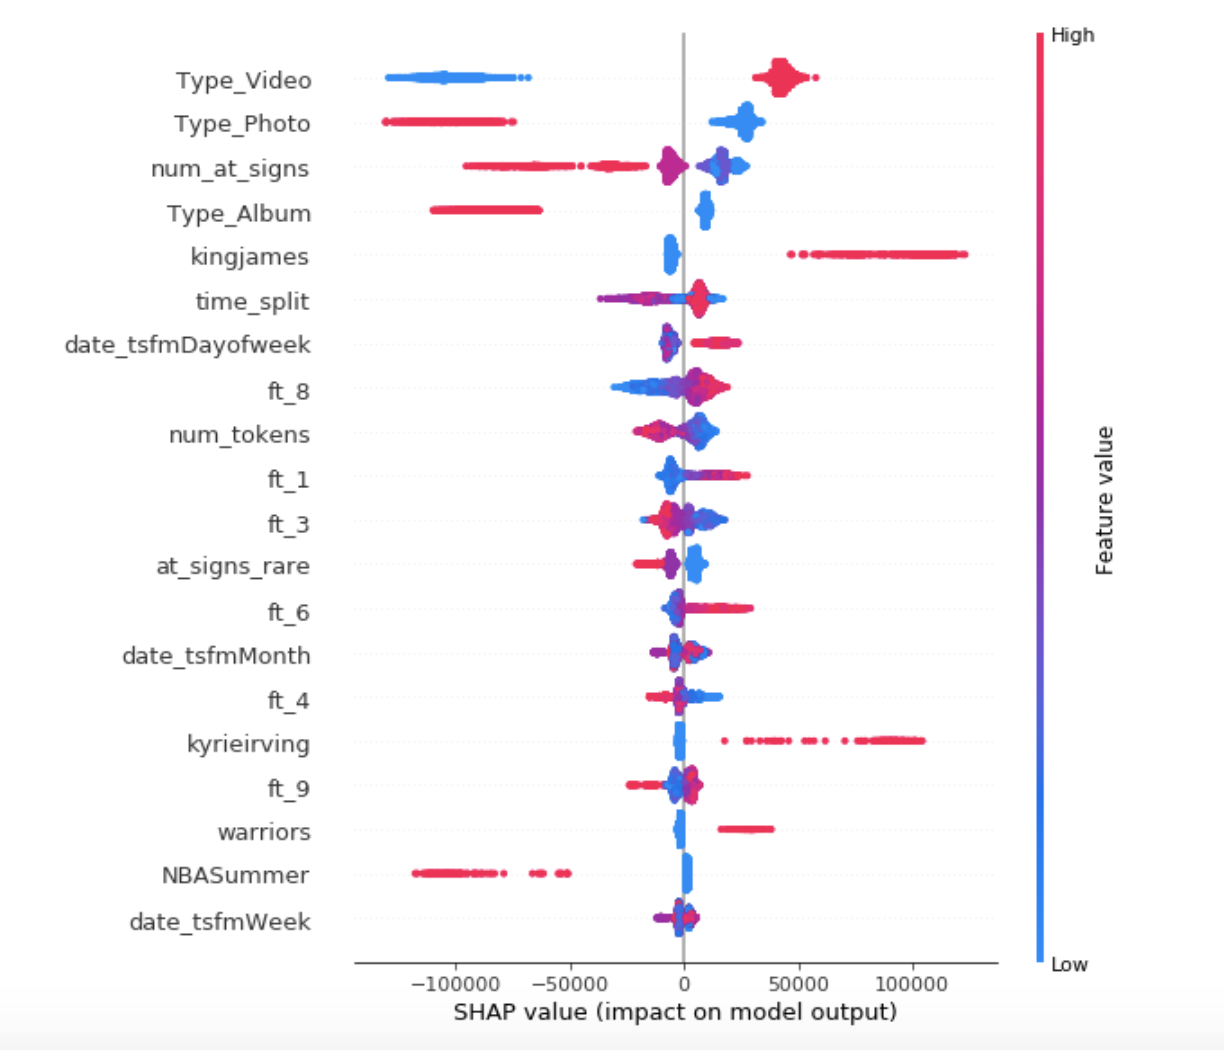 High
Type_Video
Type_Photo
num_at_signs
Type_Album
kingjames
time_split
date_tsfmDayofweek
ft_8
num_tokens
ft_1
ft_3
at_signs_rare
ft_6
date_tsfmMonth
ft_4
kyrieirving
ft_9
warriors
NBASummer
date_tsfmWeek
Feature value
Low
−100000 −50000 0 50000 100000
SHAP value (impact on model output)